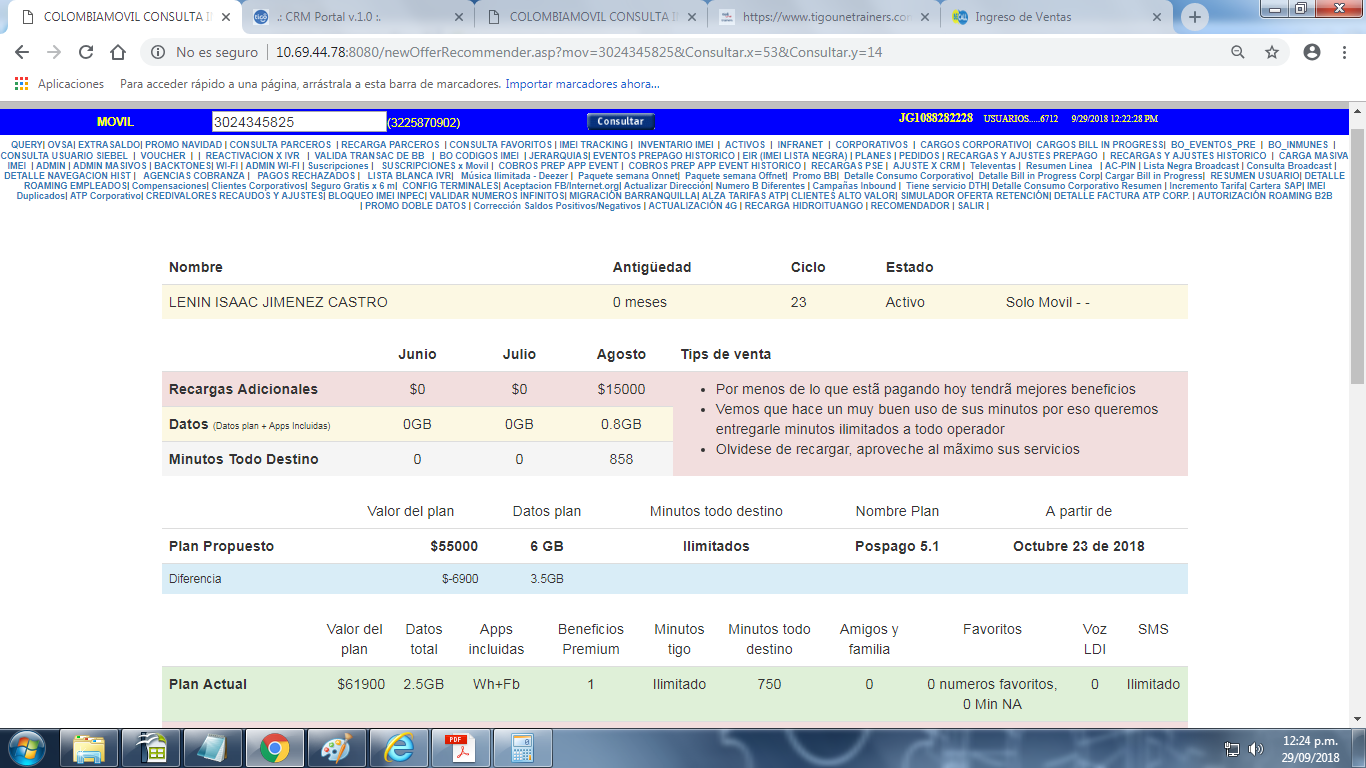 COLOMBIAMOVIL CONSULTA I
.: CRM Portal v.1.0 :.
COLOMBIAMOVIL CONSULTA IN
https://www.tigounetrainers.con
Ingreso de Ventas
No es seguro | 10.69.44.78:8080/newOfferRecommender.asp?mov=3024345825&Consultar.x=53&Consultar.y=14
Aplicaciones Para acceder rápido a una página, arrástrala a esta barra de marcadores. Importar marcadores ahora...
MOVIL 3024345825 (3225870902) Consultar JG1088282228 USUARIOS.....6712 9/29/2018 12:22:28 PM
QUERY| OVSA| EXTRASALDO| PROMO NAVIDAD | CONSULTA PARCEROS | RECARGA PARCEROS | CONSULTA FAVORITOS | IMEI TRACKING | INVENTARIO IMEI | ACTIVOS | INFRANET | CORPORATIVOS | CARGOS CORPORATIVO| CARGOS BILL IN PROGRESS| BO_EVENTOS_PRE | BO_INMUNES |
CONSULTA USUARIO SIEBEL | VOUCHER | | REACTIVACION X IVR | VALIDA TRANSAC DE BB | BO CODIGOS IMEI | JERARQUIAS| EVENTOS PREPAGO HISTORICO | EIR (IMEI LISTA NEGRA) | PLANES | PEDIDOS | RECARGAS Y AJUSTES PREPAGO | RECARGAS Y AJUSTES HISTORICO | CARGA MASIVA
IMEI | ADMIN | ADMIN MASIVOS | BACKTONES| WI-FI | ADMIN WI-FI | Suscripciones | SUSCRIPCIONES x Movil | COBROS PREP APP EVENT | COBROS PREP APP EVENT HISTORICO | RECARGAS PSE | AJUSTE X CRM | Televentas | Resumen Linea | AC-PIN | Lista Negra Broadcast | Consulta Broadcast |
DETALLE NAVEGACION HIST | AGENCIAS COBRANZA | PAGOS RECHAZADOS | LISTA BLANCA IVR| Música Ilimitada - Deezer | Paquete semana Onnet| Paquete semana Offnet| Promo BB| Detalle Consumo Corporativo| Detalle Bill in Progress Corp| Cargar Bill in Progress| RESUMEN USUARIO| DETALLE
ROAMING EMPLEADOS| Compensaciones| Clientes Corporativos| Seguro Gratis x 6 m| CONFIG TERMINALES| Aceptacion FB/Internet.org| Actualizar Dirección| Numero B Diferentes | Campañas Inbound | Tiene servicio DTH| Detalle Consumo Corporativo Resumen | Incremento Tarifa| Cartera SAP| IMEI
Duplicados| ATP Corporativo| CREDIVALORES RECAUDOS Y AJUSTES| BLOQUEO IMEI INPEC| VALIDAR NUMEROS INFINITOS| MIGRACIÓN BARRANQUILLA| ALZA TARIFAS ATP| CLIENTES ALTO VALOR| SIMULADOR OFERTA RETENCIÓN| DETALLE FACTURA ATP CORP. | AUTORIZACIÓN ROAMING B2B
| PROMO DOBLE DATOS | Corrección Saldos Positivos/Negativos | ACTUALIZACIÓN 4G | RECARGA HIDROITUANGO | RECOMENDADOR | SALIR |
Nombre Antigüedad Ciclo Estado
LENIN ISAAC JIMENEZ CASTRO 0 meses 23 Activo Solo Movil - -
Junio Julio Agosto Tips de venta
Recargas Adicionales $0 $0 $15000
Datos (Datos plan + Apps Incluidas) 0GB 0GB 0.8GB
Minutos Todo Destino 0 0 858
• Por menos de lo que estã pagando hoy tendrã mejores beneficios
• Vemos que hace un muy buen uso de sus minutos por eso queremos
entregarle minutos ilimitados a todo operador
• Olvidese de recargar, aproveche al mãximo sus servicios
Valor del plan Datos plan Minutos todo destino Nombre Plan A partir de
Plan Propuesto $55000 6 GB Ilimitados Pospago 5.1 Octubre 23 de 2018
Diferencia $-6900 3.5GB
Valor del Datos Apps Beneficios Minutos Minutos todo Amigos y Favoritos Voz SMS
plan total incluidas Premium tigo destino familia LDI
Plan Actual $61900 2.5GB Wh+Fb 1 Ilimitado 750 0 0 numeros favoritos, 0 Ilimitado
0 Min NA
PDF
12:24 p.m.
29/09/2018